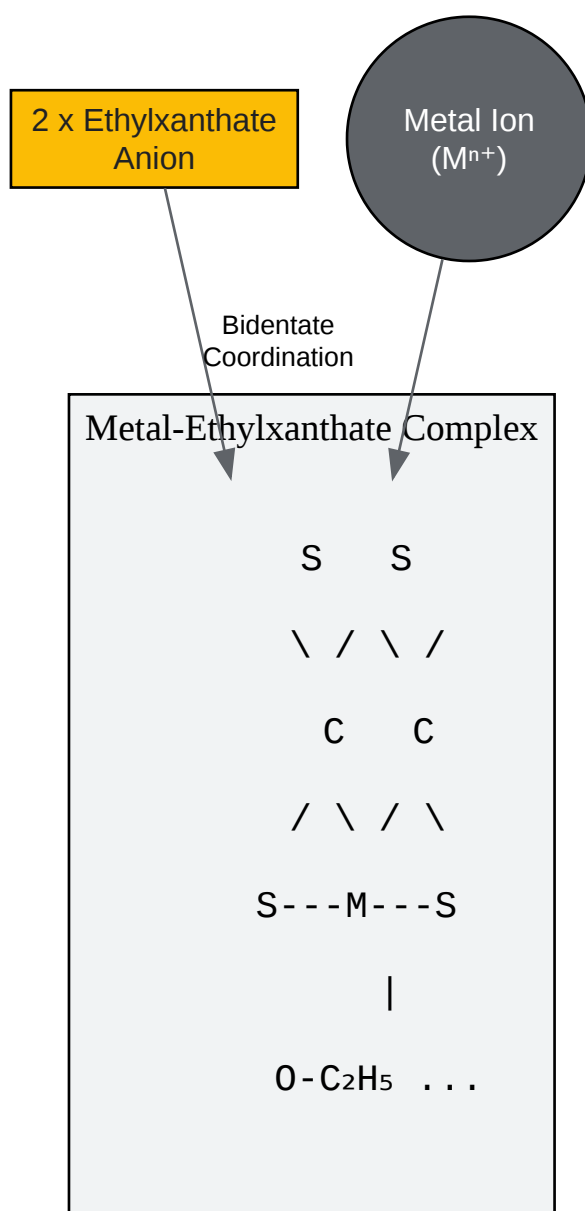 2 x Ethylxanthate
Anion
Metal Ion
(Mⁿ⁺)
Bidentate
Coordination
Metal-Ethylxanthate Complex
S   S
\ / \ /
C   C
/ \ / \
S---M---S
|
O-C₂H₅ ...